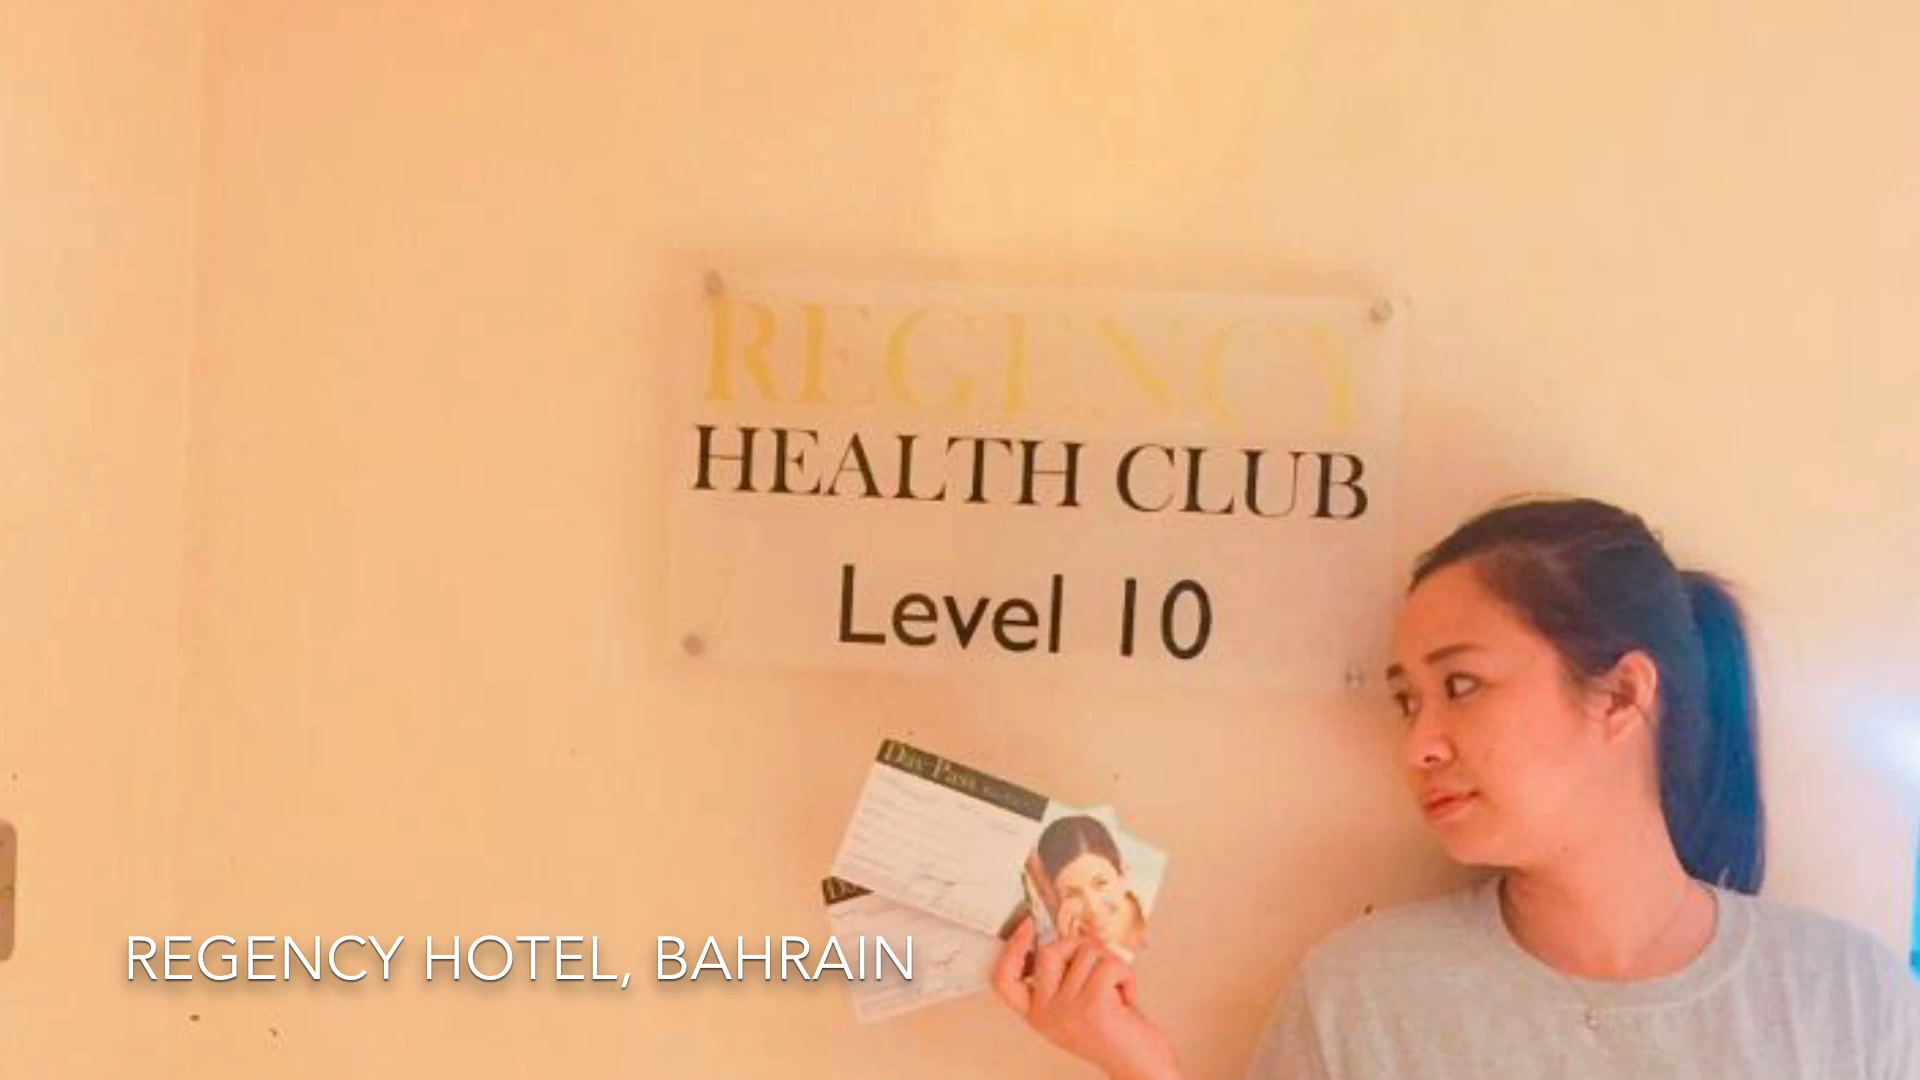 REGENCY
HEALTH CLUB
Level 10
Day Pass
REGENCY HOTEL, BAHRAIN